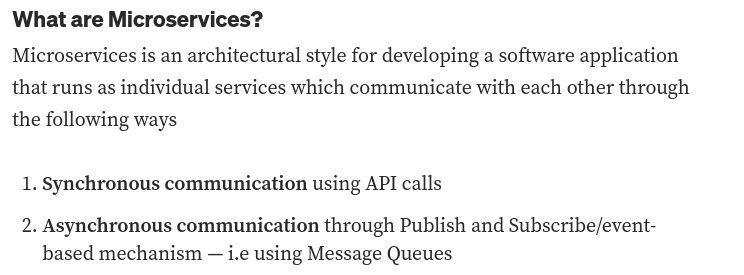 What are Microservices?
Microservices is an architectural style for developing a software application
that runs as individual services which communicate with each other through
the following ways
1. Synchronous communication using API calls
2. Asynchronous communication through Publish and Subscribe/event-
based mechanism — i.e using Message Queues